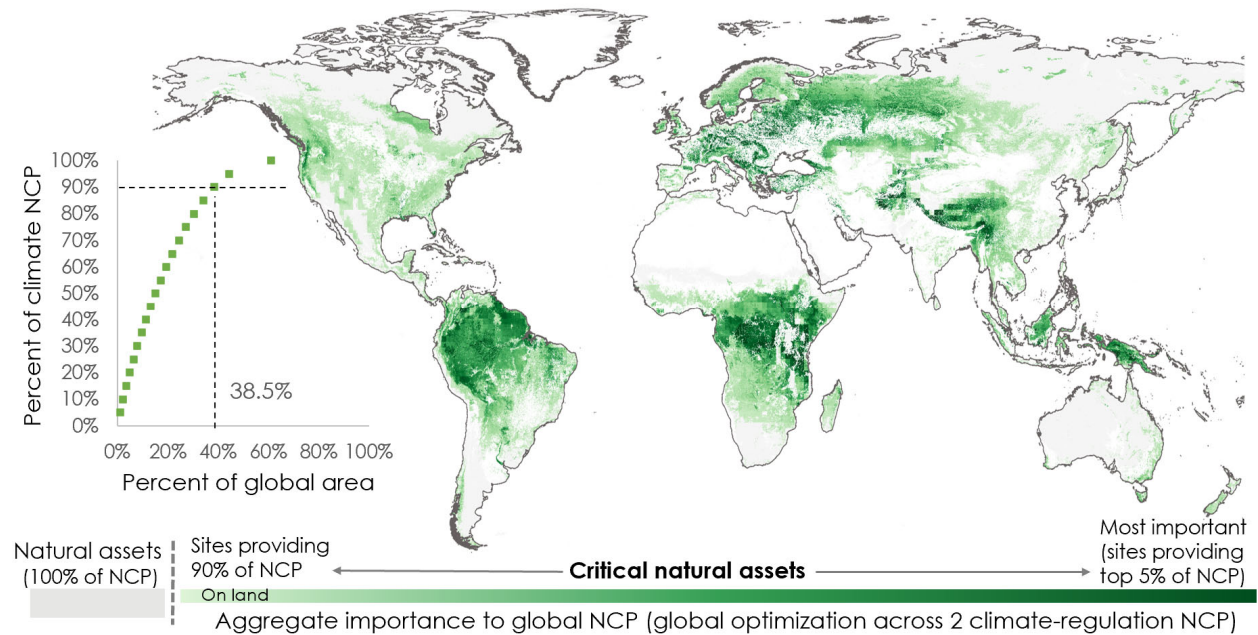 100%
90%
80%
70%
60%
50%
40%
30%
20%
10%
0%
Percent of climate NCP
38.5%
0% 20% 40% 60% 80% 100%
Percent of global area
Natural assets
(100% of NCP)
Sites providing
90% of NCP
Critical natural assets
Most important
(sites providing
top 5% of NCP)
On land
Aggregate importance to global NCP (global optimization across 2 climate-regulation NCP)